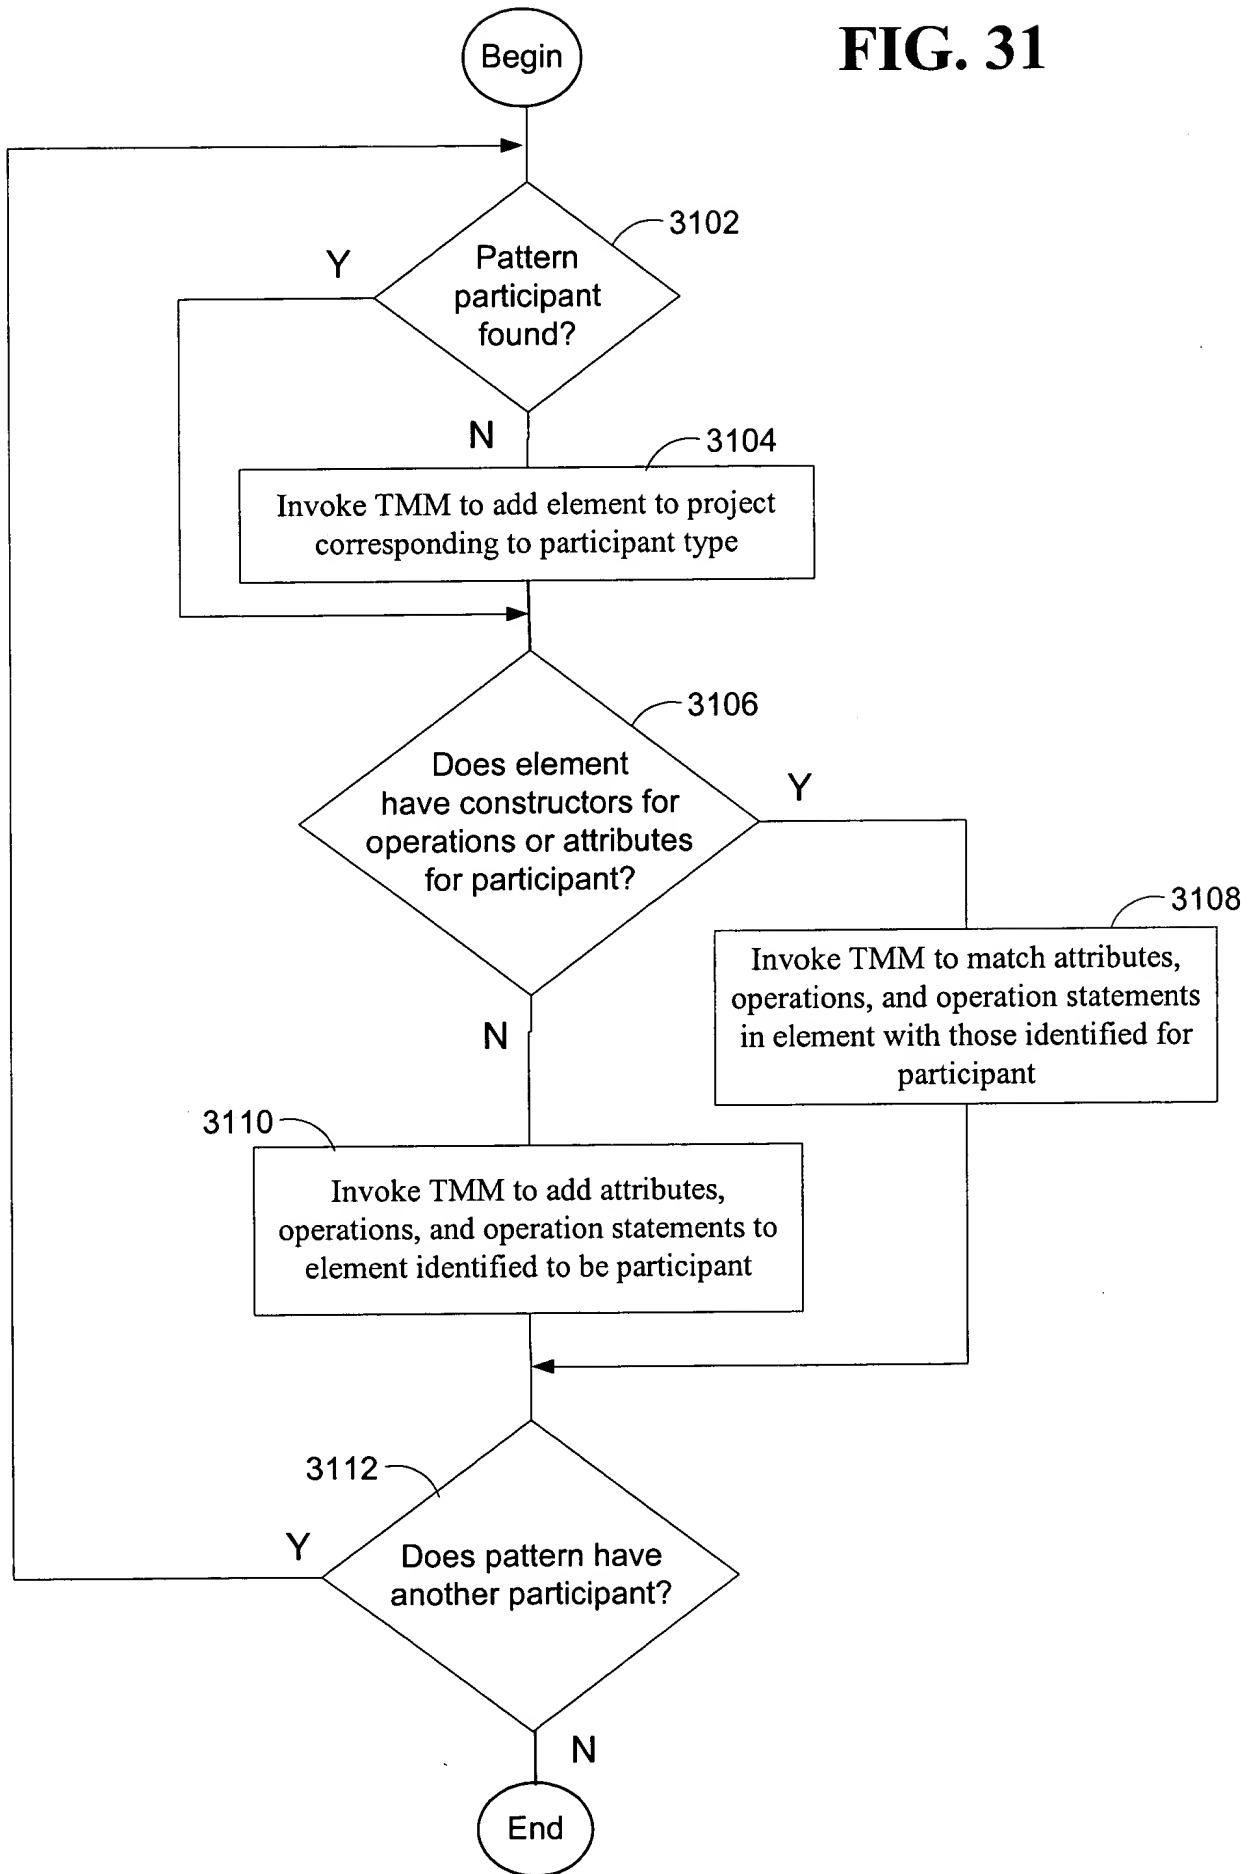 FIG. 31
Begin
3102
Y
Pattern
participant
found?
N
3104
Invoke TMM to add element to project
corresponding to participant type
3106
Does element
have constructors for
operations or attributes
for participant?
Y
3108
Invoke TMM to match attributes,
operations, and operation statements
in element with those identified for
participant
N
3110
Invoke TMM to add attributes,
operations, and operation statements to
element identified to be participant
3112
Y
Does pattern have
another participant?
N
End